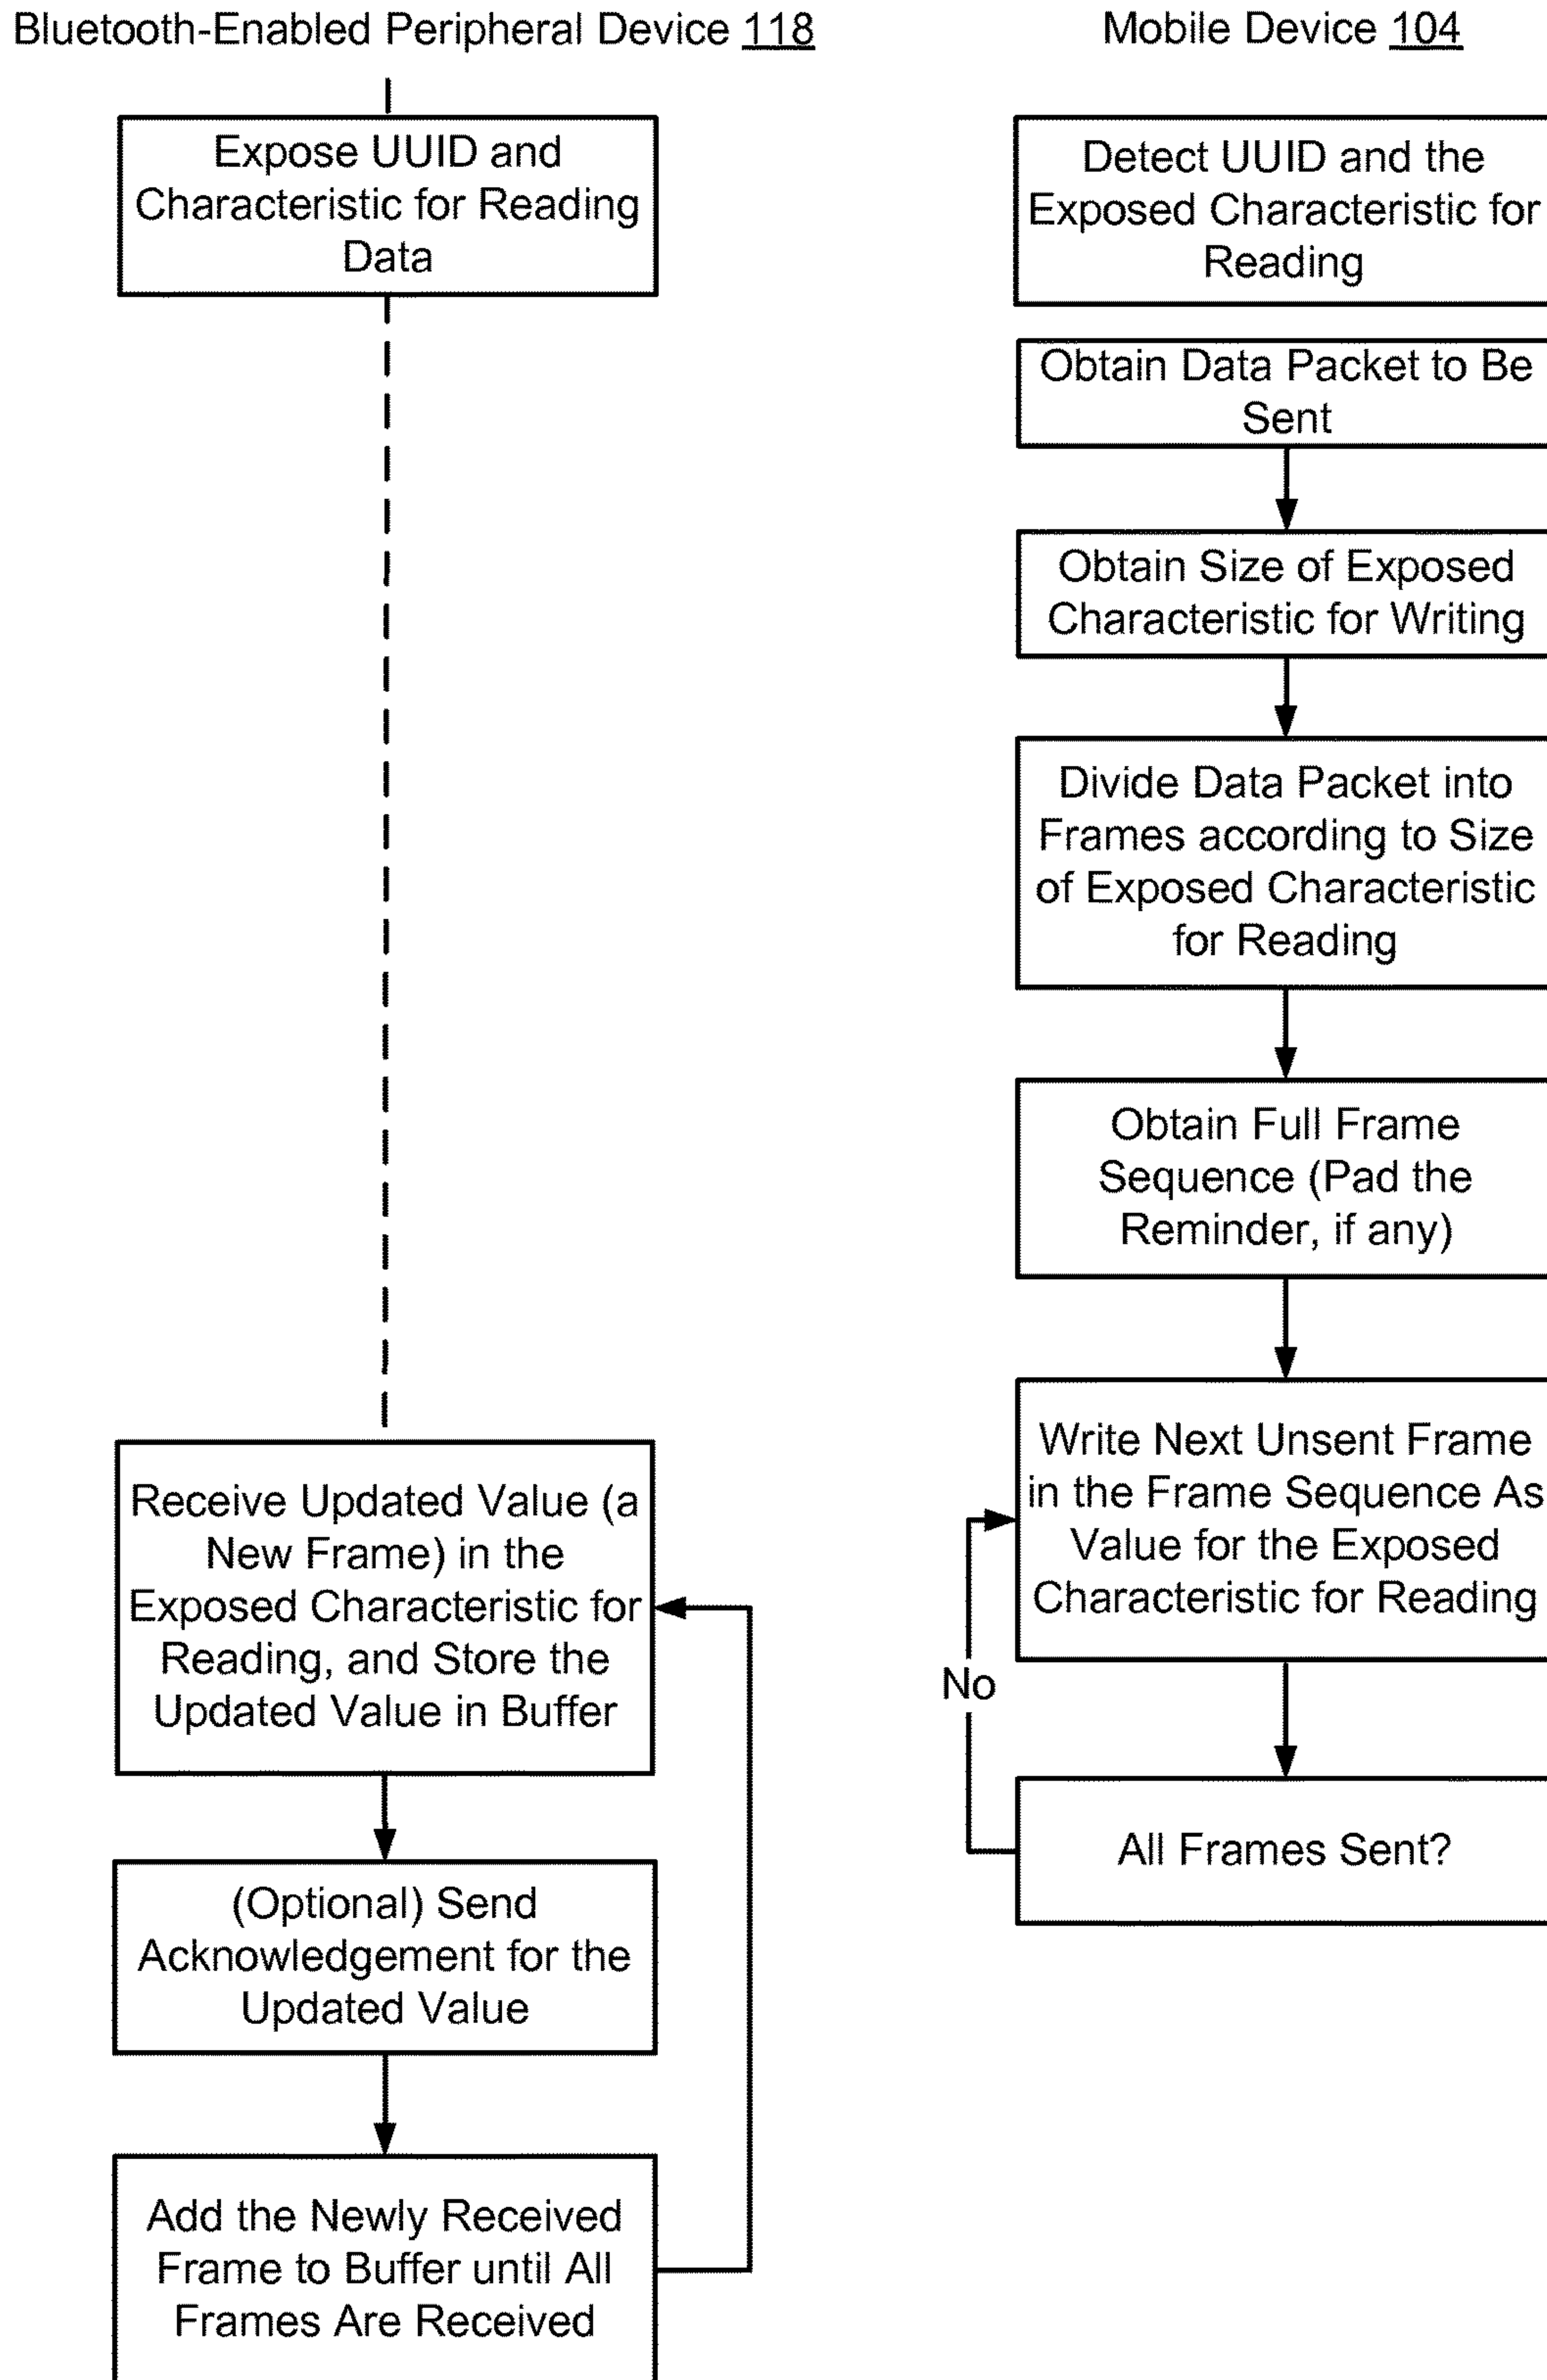 Bluetooth-Enabled Peripheral Device 118
Expose UUID and
Characteristic for Reading
Data
Receive Updated Value (a
New Frame) in the
Exposed Characteristic for
Reading, and Store the
Updated Value in Buffer
(Optional) Send
Acknowledgement for the
Updated Value
Add the Newly Received
Frame to Buffer until All
Frames Are Received
Mobile Device 104
Detect UUID and the
Exposed Characteristic for
Reading
Obtain Data Packet to Be
Sent
Obtain Size of Exposed
Characteristic for Writing
Divide Data Packet into
Frames according to Size
of Exposed Characteristic
for Reading
Obtain Full Frame
Sequence (Pad the
Reminder, if any)
Write Next Unsent Frame
in the Frame Sequence As
Value for the Exposed
Characteristic for Reading
No
All Frames Sent?